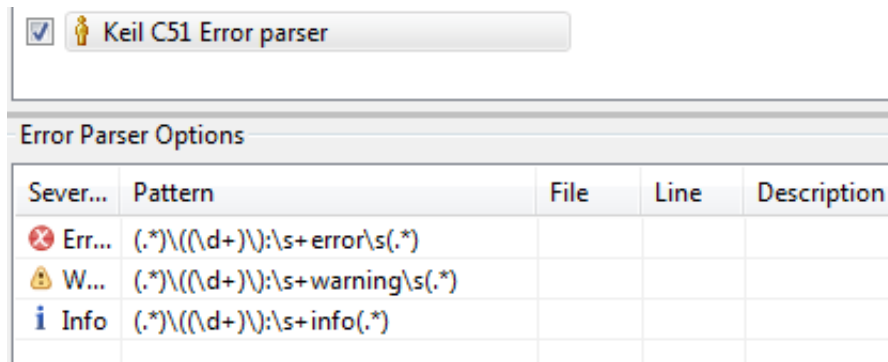 Keil C51 Error parser
Error Parser Options
Sever... Pattern File Line Description
Err... (.*)\((\d+)\):\s+error\s(.*)
W... (.*)\((\d+)\):\s+warning\s(.*)
Info (.*)\((\d+)\):\s+info(.*)